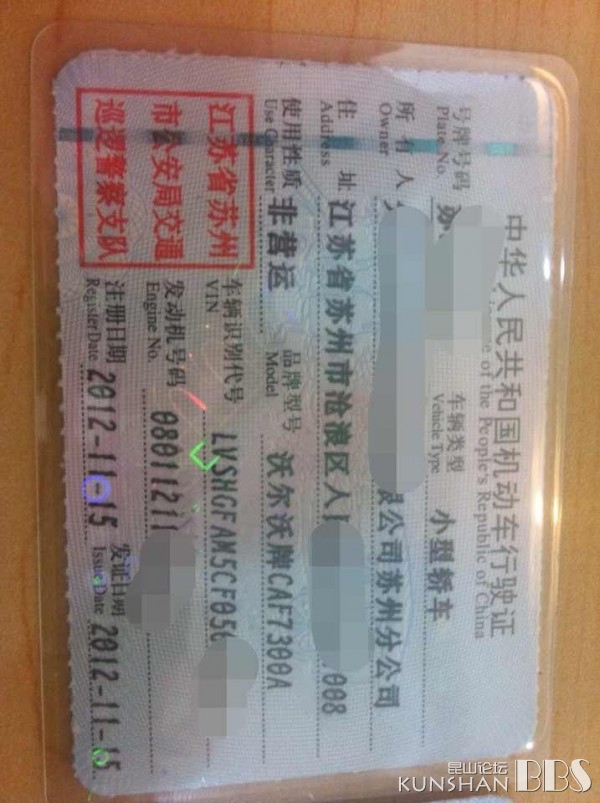 中华人民共和国机动车行驶证
of the People's Republic of China
号牌号码 苏 车辆类型 小型轿车
Plate No. Vehicle Type
所有人 限公司苏州分公司
Owner
住址 江苏省苏州市沧浪区人 008
Address
使用性质 非营运 品牌型号 沃尔沃牌CAF7300A
Use Character Model
江苏省苏州
市公安局交通
巡逻警察支队
车辆识别代号 LVSHGFAM5CF05
VIN
发动机号码 08011211
Engine No.
注册日期 2012-11-15 发证日期 2012-11-15
Register Date Issue Date
昆山论坛
KUNSHAN BBS